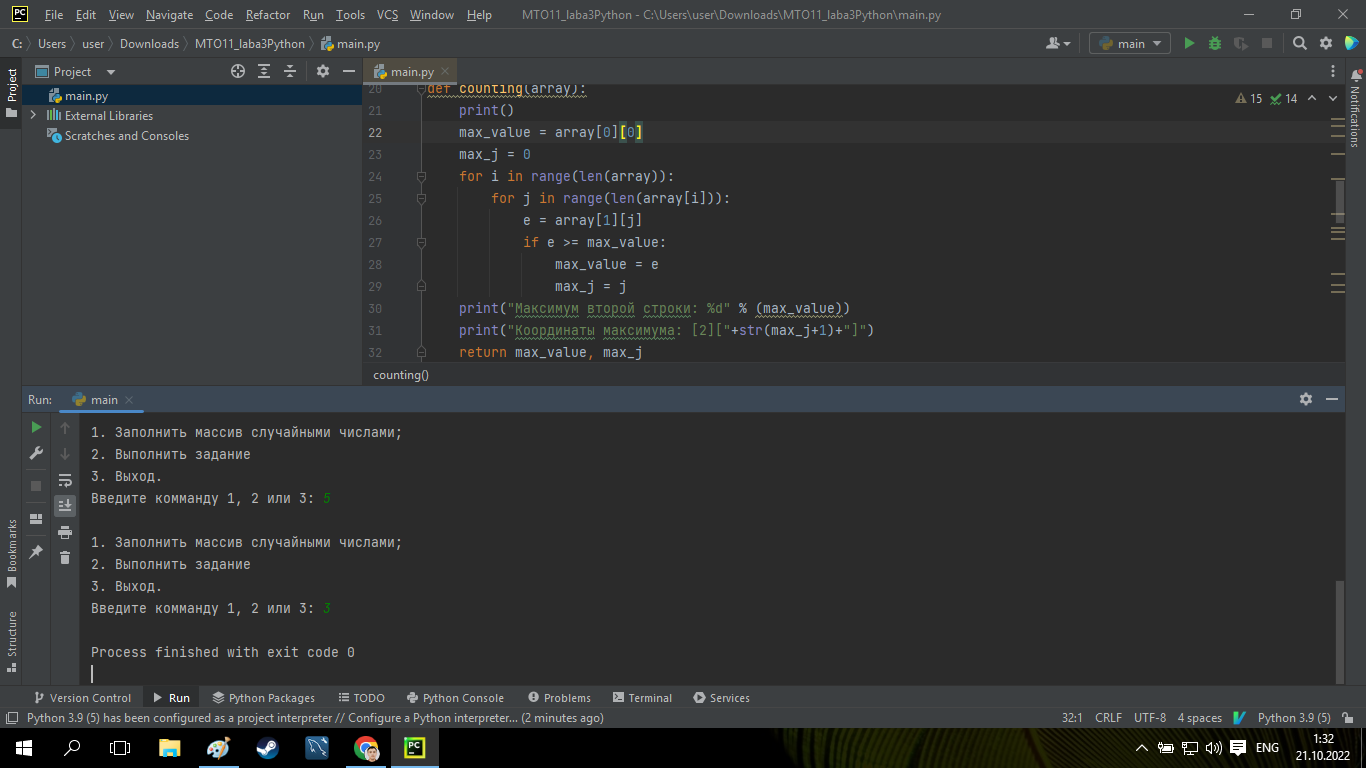 PC File Edit View Navigate Code Refactor Run Tools VCS Window Help MTO11_laba3Python - C:\Users\user\Downloads\MTO11_laba3Python\main.py
C: Users user Downloads MTO11_laba3Python main.py main
Project Project main.py
main.py
External Libraries
Scratches and Consoles
Notifications
15 14
20 def counting(array):
21 print()
22 max_value = array[0][0]
23 max_j = 0
24 for i in range(len(array)):
25 for j in range(len(array[i])):
26 e = array[1][j]
27 if e >= max_value:
28 max_value = e
29 max_j = j
30 print("Максимум второй строки: %d" % (max_value))
31 print("Координаты максимума: [2]["+str(max_j+1)+"]")
32 return max_value, max_j
counting()
Run: main
1. Заполнить массив случайными числами;
2. Выполнить задание
3. Выход.
Введите комманду 1, 2 или 3: 5
1. Заполнить массив случайными числами;
2. Выполнить задание
3. Выход.
Введите комманду 1, 2 или 3: 3
Process finished with exit code 0
Bookmarks
Structure
Version Control Run Python Packages TODO Python Console Problems Terminal Services
Python 3.9 (5) has been configured as a project interpreter // Configure a Python interpreter... (2 minutes ago) 32:1 CRLF UTF-8 4 spaces Python 3.9 (5)
PC ENG 1:32
21.10.2022